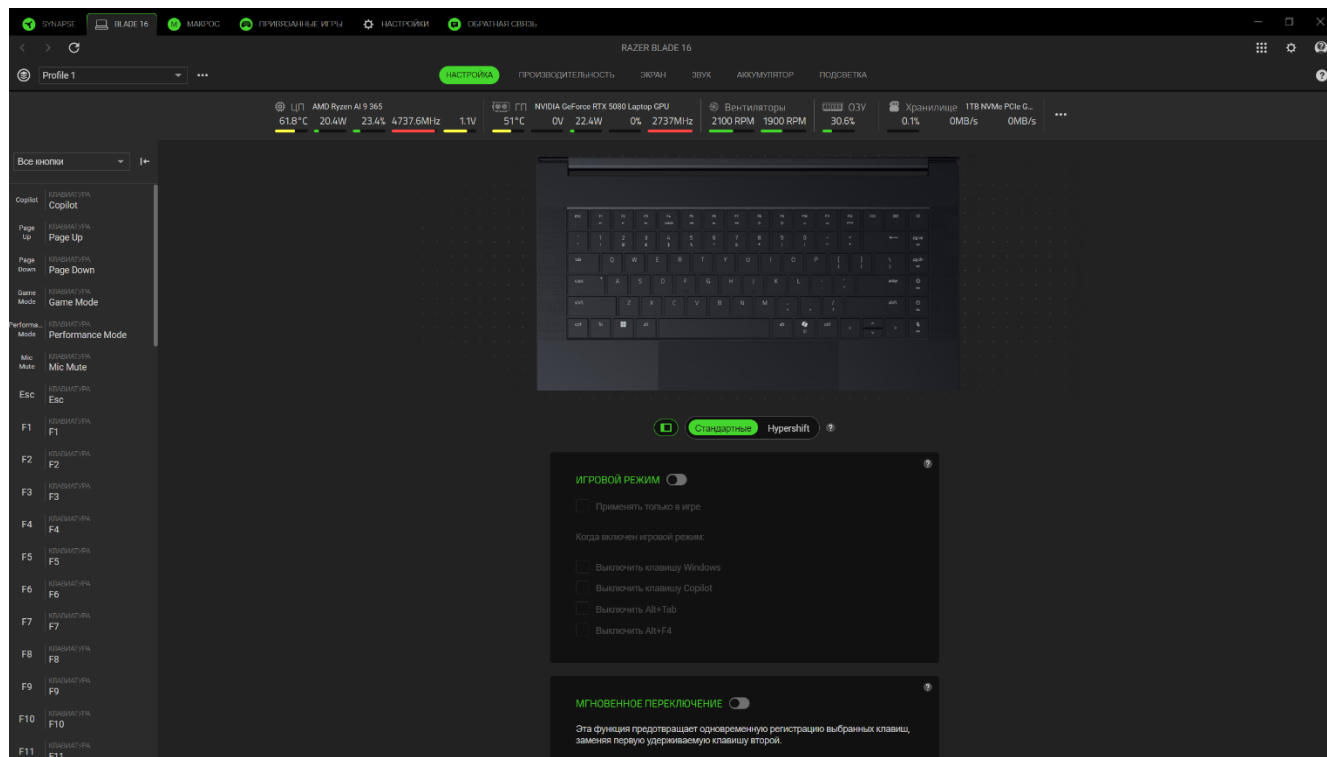 SYNAPSE BLADE 16 МАКРОС ПРИВЯЗАННЫЕ ИГРЫ НАСТРОЙКИ ОБРАТНАЯ СВЯЗЬ
RAZER BLADE 16
Profile 1 НАСТРОЙКА ПРОИЗВОДИТЕЛЬНОСТЬ ЭКРАН ЗВУК АККУМУЛЯТОР ПОДСВЕТКА
ЦП AMD Ryzen AI 9 365 ГП NVIDIA GeForce RTX 5080 Laptop GPU Вентиляторы ОЗУ Хранилище 1TB NVMe PCIe G...
61.8°C 20.4W 23.4% 4737.6MHz 1.1V 51°C 0V 22.4W 0% 2737MHz 2100 RPM 1900 RPM 30.6% 0.1% 0MB/s 0MB/s
Все кнопки
Copilot КЛАВИАТУРА
Copilot
Page Up КЛАВИАТУРА
Page Up
Page Down КЛАВИАТУРА
Page Down
Game Mode КЛАВИАТУРА
Game Mode
Performa... Mode КЛАВИАТУРА
Performance Mode
Mic Mute КЛАВИАТУРА
Mic Mute
Esc КЛАВИАТУРА
Esc
F1 КЛАВИАТУРА
F1
F2 КЛАВИАТУРА
F2
F3 КЛАВИАТУРА
F3
F4 КЛАВИАТУРА
F4
F5 КЛАВИАТУРА
F5
F6 КЛАВИАТУРА
F6
F7 КЛАВИАТУРА
F7
F8 КЛАВИАТУРА
F8
F9 КЛАВИАТУРА
F9
F10 КЛАВИАТУРА
F10
F11 КЛАВИАТУРА
F11
Q W E R T Y U I O P
A S D F G H J K L
Z X C V B N M
Стандартные Hypershift
ИГРОВОЙ РЕЖИМ
Применять только в игре
Когда включен игровой режим:
Выключить клавишу Windows
Выключить клавишу Copilot
Выключить Alt+Tab
Выключить Alt+F4
МГНОВЕННОЕ ПЕРЕКЛЮЧЕНИЕ
Эта функция предотвращает одновременную регистрацию выбранных клавиш,
заменяя первую удерживаемую клавишу второй.